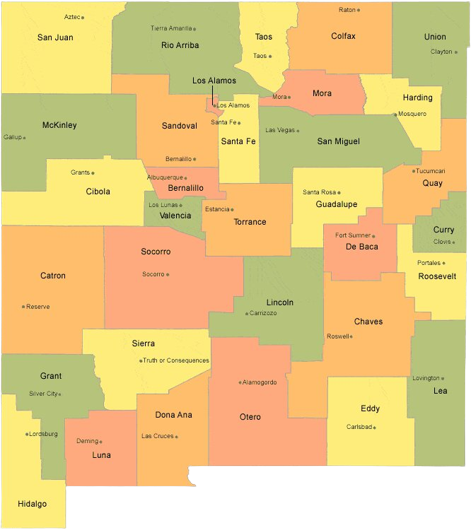 Aztec
San Juan
Tierra Amarilla
Rio Arriba
Taos
Taos
Raton
Colfax
Union
Clayton
Los Alamos
Los Alamos
Mora
Mora
Harding
Mosquero
McKinley
Gallup
Sandoval
Bernalillo
Santa Fe
Santa Fe
Las Vegas
San Miguel
Grants
Cibola
Albuquerque
Bernalillo
Los Lunas
Valencia
Estancia
Torrance
Santa Rosa
Guadalupe
Tucumcari
Quay
Curry
Clovis
Fort Sumner
De Baca
Portales
Roosevelt
Catron
Reserve
Socorro
Socorro
Lincoln
Carrizozo
Chaves
Roswell
Sierra
Truth or Consequences
Grant
Silver City
Lordsburg
Hidalgo
Deming
Luna
Dona Ana
Las Cruces
Alamogordo
Otero
Eddy
Carlsbad
Lovington
Lea